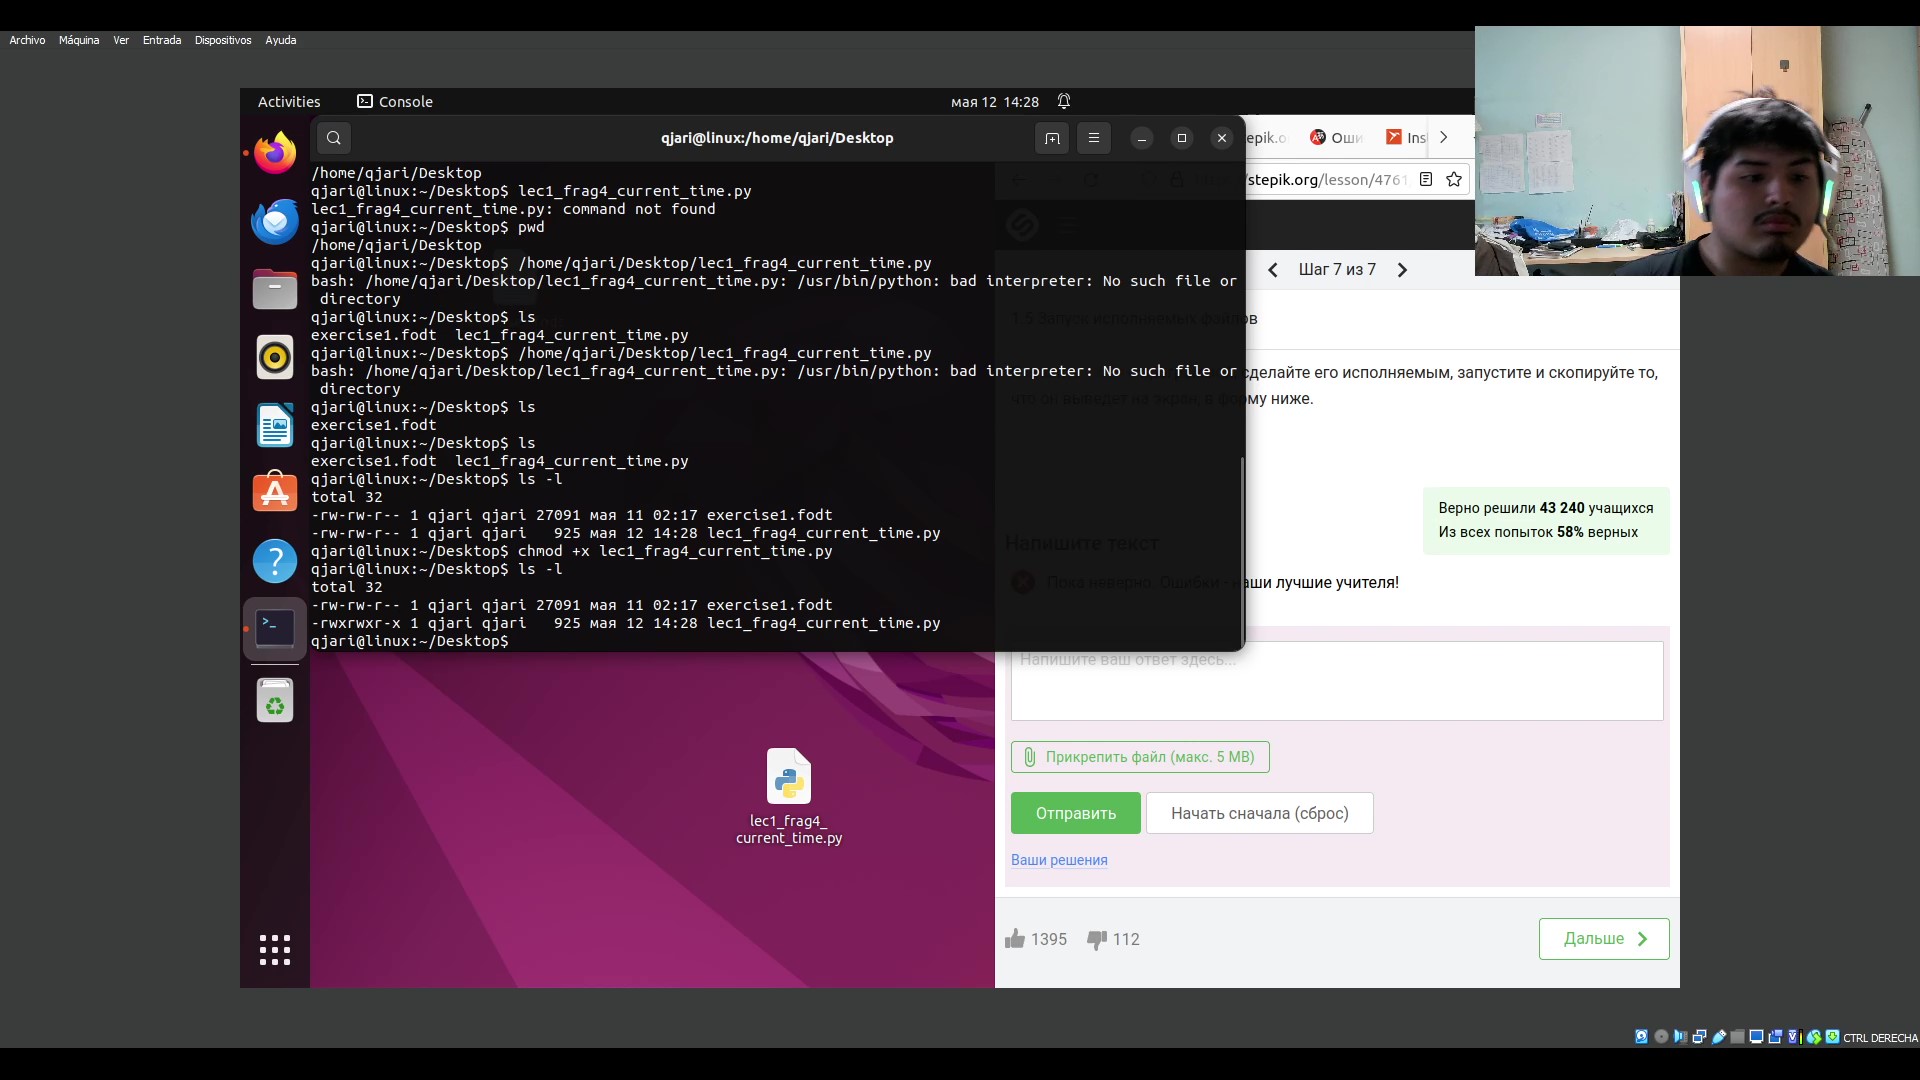 Archivo Máquina Ver Entrada Dispositivos Ayuda
Activities Console мая 12 14:28
qjari@linux:/home/qjari/Desktop
/home/qjari/Desktop
qjari@linux:~/Desktop$ lec1_frag4_current_time.py
lec1_frag4_current_time.py: command not found
qjari@linux:~/Desktop$ pwd
/home/qjari/Desktop
qjari@linux:~/Desktop$ /home/qjari/Desktop/lec1_frag4_current_time.py
bash: /home/qjari/Desktop/lec1_frag4_current_time.py: /usr/bin/python: bad interpreter: No such file or
directory
qjari@linux:~/Desktop$ ls
exercise1.fodt lec1_frag4_current_time.py
qjari@linux:~/Desktop$ /home/qjari/Desktop/lec1_frag4_current_time.py
bash: /home/qjari/Desktop/lec1_frag4_current_time.py: /usr/bin/python: bad interpreter: No such file or
directory
qjari@linux:~/Desktop$ ls
exercise1.fodt
qjari@linux:~/Desktop$ ls
exercise1.fodt lec1_frag4_current_time.py
qjari@linux:~/Desktop$ ls -l
total 32
-rw-rw-r-- 1 qjari qjari 27091 мая 11 02:17 exercise1.fodt
-rw-rw-r-- 1 qjari qjari 925 мая 12 14:28 lec1_frag4_current_time.py
qjari@linux:~/Desktop$ chmod +x lec1_frag4_current_time.py
qjari@linux:~/Desktop$ ls -l
total 32
-rw-rw-r-- 1 qjari qjari 27091 мая 11 02:17 exercise1.fodt
-rwxrwxr-x 1 qjari qjari 925 мая 12 14:28 lec1_frag4_current_time.py
qjari@linux:~/Desktop$
lec1_frag4_
current_time.py
epik.o Оши Ins
stepik.org/lesson/4761
Шаг 7 из 7
1.5 Запуск исполняемых файлов
сделайте его исполняемым, запустите и скопируйте то,
что он выведет на экран, в форму ниже.
Верно решили 43 240 учащихся
Из всех попыток 58% верных
Напишите текст
Пока неверно. Ошибки - наши лучшие учителя!
Напишите ваш ответ здесь...
Прикрепить файл (макс. 5 MB)
Отправить Начать сначала (сброс)
Ваши решения
1395 112
Дальше
CTRL DERECHA